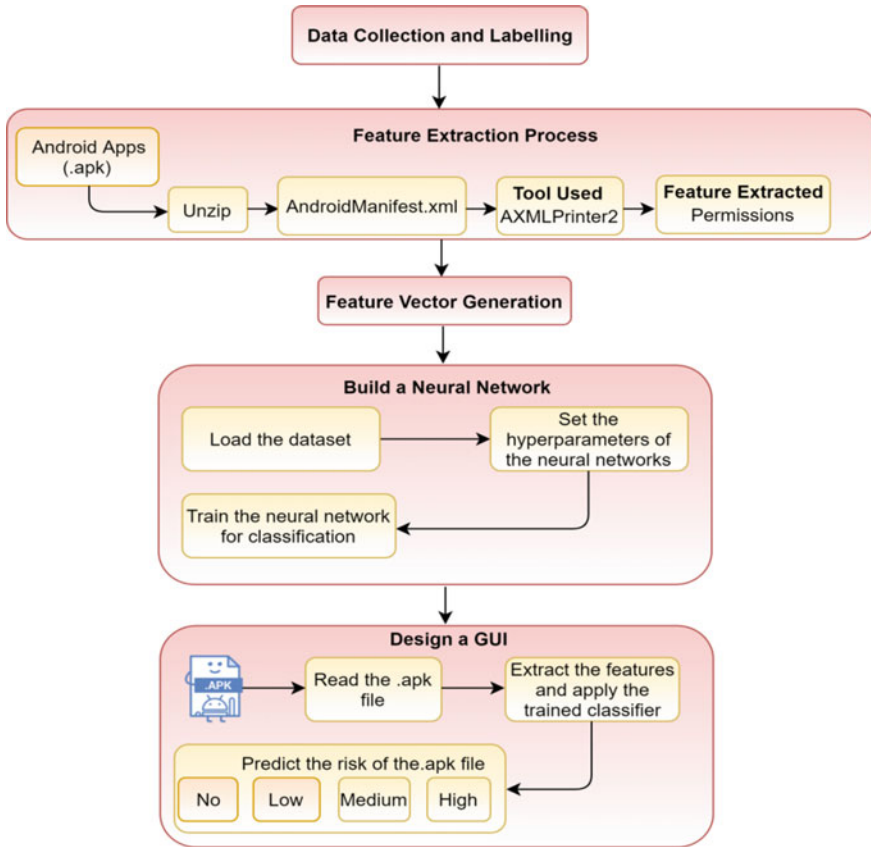 Data Collection and Labelling
Feature Extraction Process
Android Apps
(.apk)
Unzip
AndroidManifest.xml
Tool Used
AXMLPrinter2
Feature Extracted
Permissions
Feature Vector Generation
Build a Neural Network
Load the dataset
Set the
hyperparameters of
the neural networks
Train the neural network
for classification
Design a GUI
.APK
Read the .apk
file
Extract the features
and apply the
trained classifier
Predict the risk of the.apk file
No
Low
Medium
High